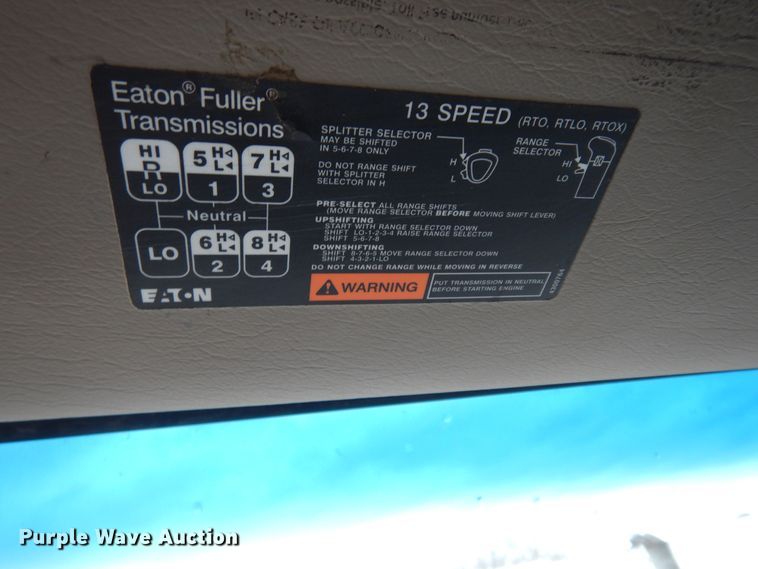 Eaton® Fuller®
Transmissions
13 SPEED (RTO, RTLO, RTOX)
HI
R
LO
5 H
L
1
7 H
L
3
Neutral
LO
6 H
L
2
8 H
L
4
EATON
SPLITTER SELECTOR
MAY BE SHIFTED
IN 5-6-7-8 ONLY
DO NOT RANGE SHIFT
WITH SPLITTER
SELECTOR IN H
H
L
RANGE
SELECTOR
HI
LO
PRE-SELECT ALL RANGE SHIFTS
(MOVE RANGE SELECTOR BEFORE MOVING SHIFT LEVER)
UPSHIFTING
START WITH RANGE SELECTOR DOWN
SHIFT LO-1-2-3-4 RAISE RANGE SELECTOR
SHIFT 5-6-7-8
DOWNSHIFTING
SHIFT 8-7-6-5 MOVE RANGE SELECTOR DOWN
SHIFT 4-3-2-1-LO
DO NOT CHANGE RANGE WHILE MOVING IN REVERSE
WARNING
PUT TRANSMISSION IN NEUTRAL
BEFORE STARTING ENGINE
4300764
Purple Wave Auction